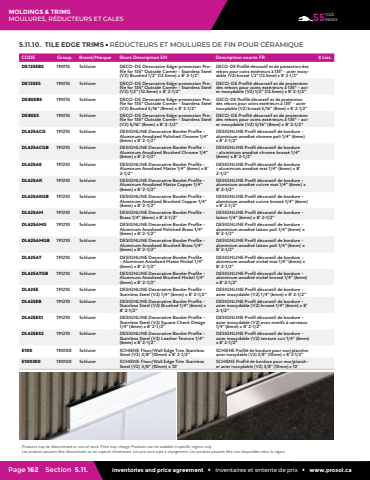 MOLDINGS & TRIMS
MOULURES, RÉDUCTEURS ET CALES
S5
INDEX
5.11.10. TILE EDGE TRIMS • RÉDUCTEURS ET MOULURES DE FIN POUR CÉRAMIQUE
CODE Group. Brand/Marque Short Description EN Description courte FR $ List.
DE125EBS 190115 Schluter DECO-DE Decorative Edge-protection Pro-
file for 135° Outside Corner - Stainless Steel
(V2) Brushed 1/2" (12.5mm) x 8' 2-1/2"
DECO-DE Profilé décoratif et de protection des
rebors pour coins extérieurs à 135° - acier inoxy-
dable (V2) brossé 1/2" (12.5mm) x 8' 2-1/2"
DE125ES 190115 Schluter DECO-DE Decorative Edge-protection Pro-
file for 135° Outside Corner - Stainless Steel
(V2) 1/2" (12.5mm) x 8' 2-1/2"
DECO-DE Profilé décoratif et de protection
des rebors pour coins extérieurs à 135° - aci-
er inoxydable (V2) 1/2" (12.5mm) x 8' 2-1/2"
DE80EBS 190115 Schluter DECO-DE Decorative Edge-protection Pro-
file for 135° Outside Corner - Stainless Steel
(V2) Brushed 5/16" (8mm) x 8' 2-1/2"
DECO-DE Profilé décoratif et de protection
des rebors pour coins extérieurs à 135° - acier
inoxydable (V2) brossé 5/16" (8mm) x 8' 2-1/2"
DE80ES 190115 Schluter DECO-DE Decorative Edge-protection Pro-
file for 135° Outside Corner - Stainless Steel
(V2) 5/16" (8mm) x 8' 2-1/2"
DECO-DE Profilé décoratif et de protection
des rebors pour coins extérieurs à 135° - aci-
er inoxydable (V2) 5/16" (8mm) x 8' 2-1/2"
DL625ACG 191210 Schluter DESIGNLINE Decorative Border Profile -
Aluminum Anodized Polished Chrome 1/4"
(6mm) x 8' 2-1/2"
DESIGNLINE Profilé décoratif de bordure -
aluminium anodisé chrome poli 1/4" (6mm) x
8' 2-1/2"
DL625ACGB 191210 Schluter DESIGNLINE Decorative Border Profile -
Aluminum Anodized Brushed Chrome 1/4"
(6mm) x 8' 2-1/2"
DESIGNLINE Profilé décoratif de bordure
- aluminium anodisé chrome brossé 1/4"
(6mm) x 8' 2-1/2"
DL625AE 191210 Schluter DESIGNLINE Decorative Border Profile -
Aluminum Anodized Matte 1/4" (6mm) x 8'
2-1/2"
DESIGNLINE Profilé décoratif de bordure
- aluminium anodisé mat 1/4" (6mm) x 8'
2-1/2"
DL625AK 191210 Schluter DESIGNLINE Decorative Border Profile -
Aluminum Anodized Matte Copper 1/4"
(6mm) x 8' 2-1/2"
DESIGNLINE Profilé décoratif de bordure -
aluminium anodisé cuivre mat 1/4" (6mm) x
8' 2-1/2"
DL625AKGB 191210 Schluter DESIGNLINE Decorative Border Profile -
Aluminum Anodized Brushed Copper 1/4"
(6mm) x 8' 2-1/2"
DESIGNLINE Profilé décoratif de bordure -
aluminium anodisé cuivre brossé 1/4" (6mm)
x 8' 2-1/2"
DL625AM 191210 Schluter DESIGNLINE Decorative Border Profile -
Brass 1/4" (6mm) x 8' 2-1/2"
DESIGNLINE Profilé décoratif de bordure -
laiton 1/4" (6mm) x 8' 2-1/2"
DL625AMG 191210 Schluter DESIGNLINE Decorative Border Profile -
Aluminum Anodized Polished Brass 1/4"
(6mm) x 8' 2-1/2"
DESIGNLINE Profilé décoratif de bordure -
aluminium anodisé laiton poli 1/4" (6mm) x
8' 2-1/2"
DL625AMGB 191210 Schluter DESIGNLINE Decorative Border Profile -
Aluminum Anodized Brushed Brass 1/4"
(6mm) x 8' 2-1/2"
DESIGNLINE Profilé décoratif de bordure -
aluminium anodisé laiton brossé 1/4" (6mm)
x 8' 2-1/2"
DL625AT 191210 Schluter DESIGNLINE Decorative Border Profile
- Aluminum Anodized Matte Nickel 1/4"
(6mm) x 8' 2-1/2"
DESIGNLINE Profilé décoratif de bordure -
aluminium anodisé nickel mat 1/4" (6mm) x
8' 2-1/2"
DL625ATGB 191210 Schluter DESIGNLINE Decorative Border Profile -
Aluminum Anodized Brushed Nickel 1/4"
(6mm) x 8' 2-1/2"
DESIGNLINE Profilé décoratif de bordure -
aluminium anodisé nickel brossé 1/4" (6mm)
x 8' 2-1/2"
DL625E 191210 Schluter DESIGNLINE Decorative Border Profile -
Stainless Steel (V2) 1/4" (6mm) x 8' 2-1/2"
DESIGNLINE Profilé décoratif de bordure -
acier inoxydable (V2) 1/4" (6mm) x 8' 2-1/2"
DL625EB 191210 Schluter DESIGNLINE Decorative Border Profile -
Stainless Steel (V2) Brushed 1/4" (6mm) x
8' 2-1/2"
DESIGNLINE Profilé décoratif de bordure -
acier inoxydable (V2) brossé 1/4" (6mm) x 8'
2-1/2"
DL625ES1 191210 Schluter DESIGNLINE Decorative Border Profile -
Stainless Steel (V2) Square Check Design
1/4" (6mm) x 8' 2-1/2"
DESIGNLINE Profilé décoratif de bordure -
acier inoxydable (V2) avec motifs à carreaux
1/4" (6mm) x 8' 2-1/2"
DL625ES2 191210 Schluter DESIGNLINE Decorative Border Profile -
Stainless Steel (V2) Leather Texture 1/4"
(6mm) x 8' 2-1/2"
DESIGNLINE Profilé décoratif de bordure -
acier inoxydable (V2) texture cuir 1/4" (6mm)
x 8' 2-1/2"
E100 190100 Schluter SCHIENE Floor/Wall Edge Trim Stainless
Steel (V2) 3/8" (10mm) x 8' 2-1/2"
SCHIENE Profilé de bordure pour mur/plancher
acier inoxydable (V2) 3/8" (10mm) x 8' 2-1/2"
E100300 190100 Schluter SCHIENE Floor/Wall Edge Trim Stainless
Steel (V2) 3/8" (10mm) x 10'
SCHIENE Profilé de bordure pour mur/planch-
er acier inoxydable (V2) 3/8" (10mm) x 10'
Products may be discontinued or out of stock. Price may change. Products can be available in specific regions only.
Les produits peuvent être discontinués ou en rupture d'inventaire. Les prix sont sujet à changement. Les produits peuvent être non disponibles selon la région.
Page 162 Section 5.11. Inventories and price agreement • Inventaires et entente de prix • www.prosol.ca